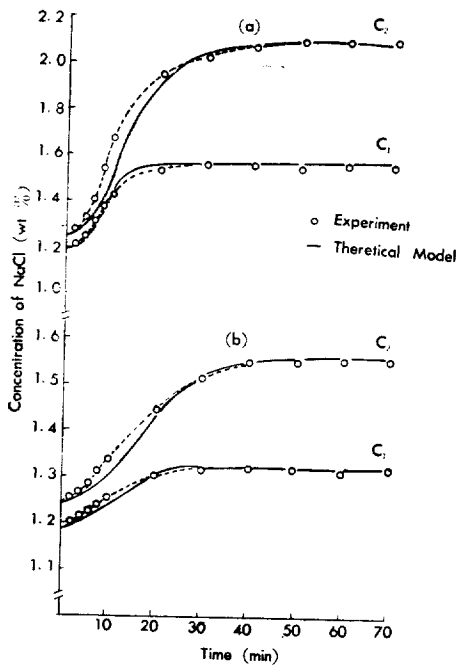 (a)
C₂
2.2
2.0
1.8
1.6
C₁
1.4
1.2
1.0
Experiment
Theretical Model
Concentration of NaCl (wt %)
(b)
C₂
1.6
1.5
1.4
1.3
C₁
1.2
1.1
10 20 30 40 50 60 70
Time (min)